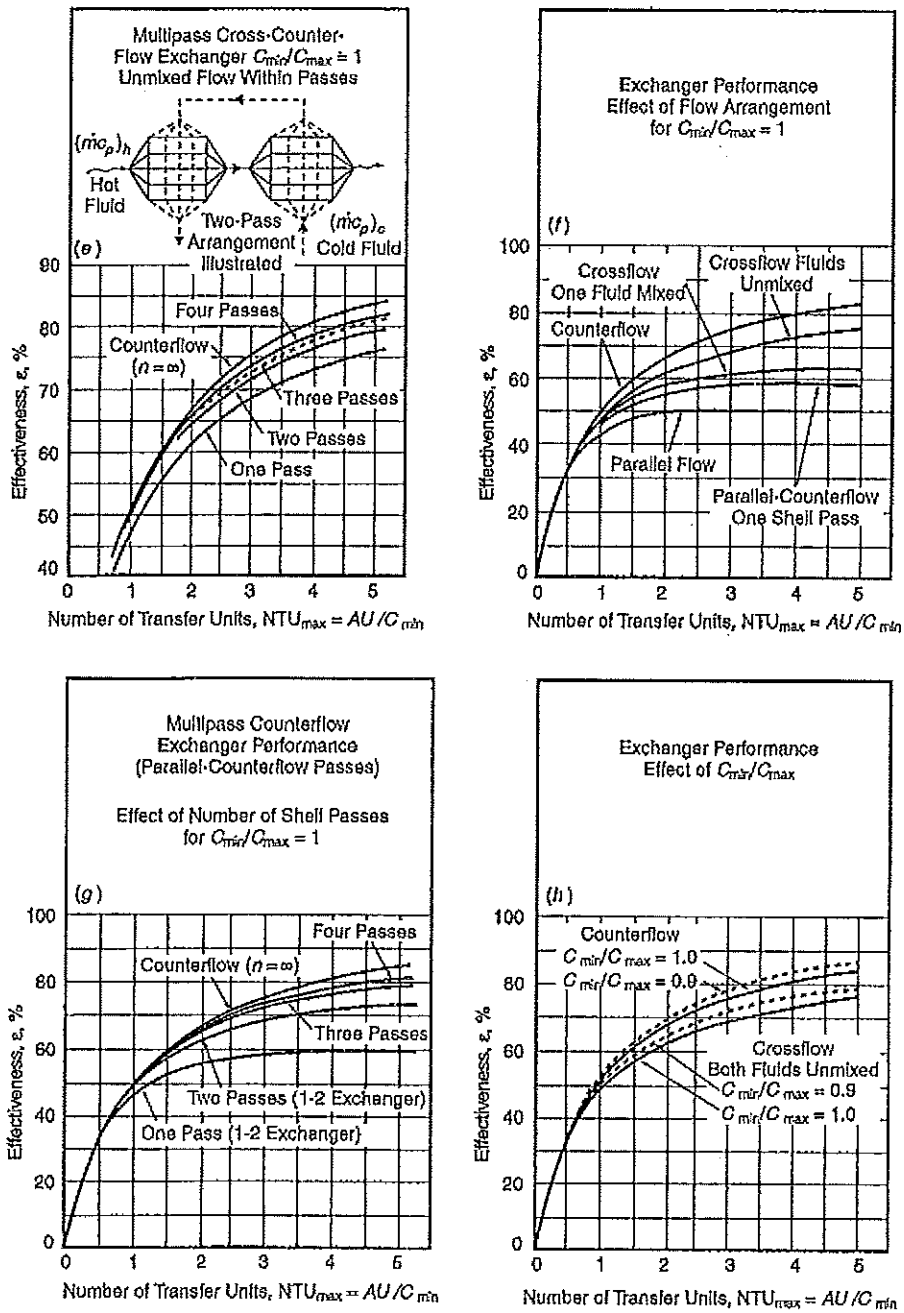 Multipass Cross-Counter-
Flow Exchanger Cmin/Cmax = 1
Unmixed Flow Within Passes
(ṁcp)h
Hot
Fluid
Two-Pass
Arrangement
Illustrated
(ṁcp)c
Cold Fluid
(e)
90
80
70
60
50
40
Four Passes
Counterflow
(n = ∞)
Three Passes
Two Passes
One Pass
Effectiveness, ε, %
0
1
2
3
4
5
Number of Transfer Units, NTUmax = AU/Cmin
Exchanger Performance
Effect of Flow Arrangement
for Cmin/Cmax = 1
(f)
100
80
60
40
20
0
Crossflow
One Fluid Mixed
Crossflow Fluids
Unmixed
Counterflow
Parallel Flow
Parallel-Counterflow
One Shell Pass
Effectiveness, ε, %
0
1
2
3
4
5
Number of Transfer Units, NTUmax = AU/Cmin
Multipass Counterflow
Exchanger Performance
(Parallel-Counterflow Passes)
Effect of Number of Shell Passes
for Cmin/Cmax = 1
(g)
100
80
60
40
20
0
Four Passes
Counterflow (n = ∞)
Three Passes
Two Passes (1-2 Exchanger)
One Pass (1-2 Exchanger)
Effectiveness, ε, %
0
1
2
3
4
5
Number of Transfer Units, NTUmax = AU/Cmin
Exchanger Performance
Effect of Cmin/Cmax
(h)
100
80
60
40
20
0
Counterflow
Cmin/Cmax = 1.0
Cmin/Cmax = 0.9
Crossflow
Both Fluids Unmixed
Cmin/Cmax = 0.9
Cmin/Cmax = 1.0
Effectiveness, ε, %
0
1
2
3
4
5
Number of Transfer Units, NTUmax = AU/Cmin